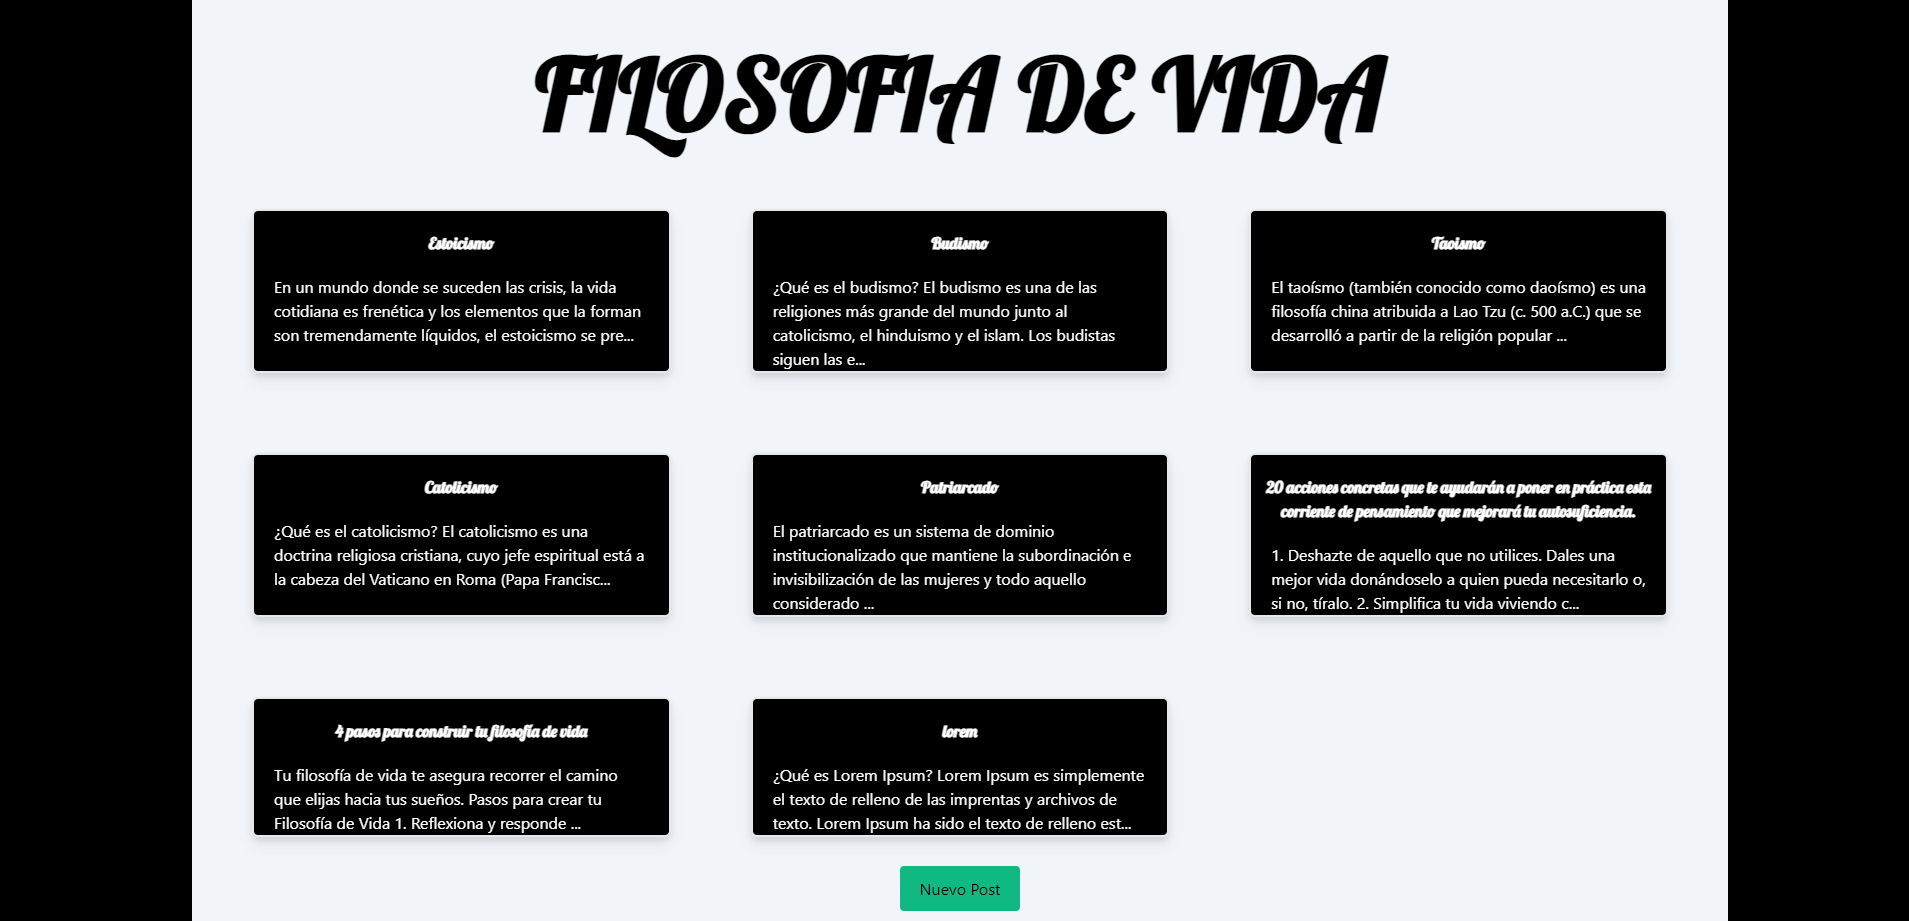 FILOSOFIA DE VIDA
Estoicismo
En un mundo donde se suceden las crisis, la vida
cotidiana es frenética y los elementos que la forman
son tremendamente líquidos, el estoicismo se pre...
Budismo
¿Qué es el budismo? El budismo es una de las
religiones más grande del mundo junto al
catolicismo, el hinduismo y el islam. Los budistas
siguen las e...
Taoismo
El taoísmo (también conocido como daoísmo) es una
filosofía china atribuida a Lao Tzu (c. 500 a.C.) que se
desarrolló a partir de la religión popular ...
Catolicismo
¿Qué es el catolicismo? El catolicismo es una
doctrina religiosa cristiana, cuyo jefe espiritual está a
la cabeza del Vaticano en Roma (Papa Francisc...
Patriarcado
El patriarcado es un sistema de dominio
institucionalizado que mantiene la subordinación e
invisibilización de las mujeres y todo aquello
considerado ...
20 acciones concretas que te ayudarán a poner en práctica esta
corriente de pensamiento que mejorará tu autosuficiencia.
1. Deshazte de aquello que no utilices. Dales una
mejor vida donándoselo a quien pueda necesitarlo o,
si no, tíralo. 2. Simplifica tu vida viviendo c...
4 pasos para construir tu filosofía de vida
Tu filosofía de vida te asegura recorrer el camino
que elijas hacia tus sueños. Pasos para crear tu
Filosofía de Vida 1. Reflexiona y responde ...
lorem
¿Qué es Lorem Ipsum? Lorem Ipsum es simplemente
el texto de relleno de las imprentas y archivos de
texto. Lorem Ipsum ha sido el texto de relleno est...
Nuevo Post